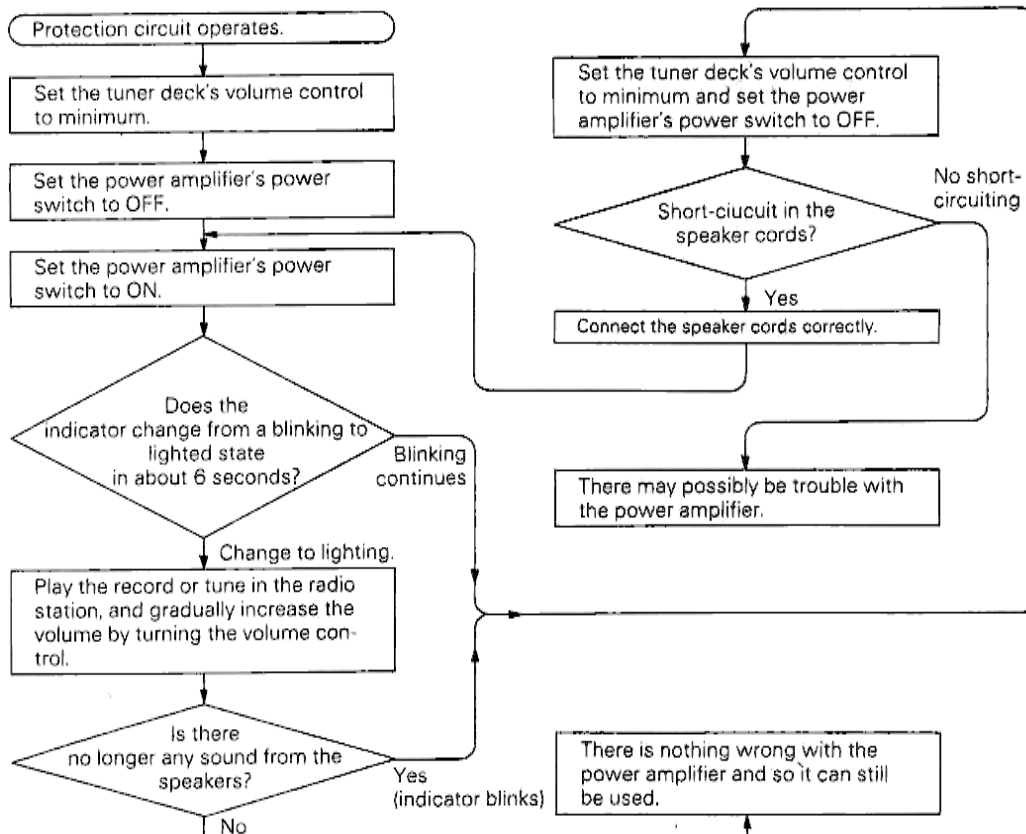 Protection circuit operates.
Set the tuner deck's volume control
to minimum.
Set the power amplifier's power
switch to OFF.
Set the power amplifier's power
switch to ON.
Does the
indicator change from a blinking to
lighted state
in about 6 seconds?
Blinking
continues
Change to lighting.
Play the record or tune in the radio
station, and gradually increase the
volume by turning the volume con-
trol.
Is there
no longer any sound from the
speakers?
Yes
(indicator blinks)
No
Set the tuner deck's volume control
to minimum and set the power
amplifier's power switch to OFF.
Short-ciucuit in the
speaker cords?
No short-
circuiting
Yes
Connect the speaker cords correctly.
There may possibly be trouble with
the power amplifier.
There is nothing wrong with the
power amplifier and so it can still
be used.